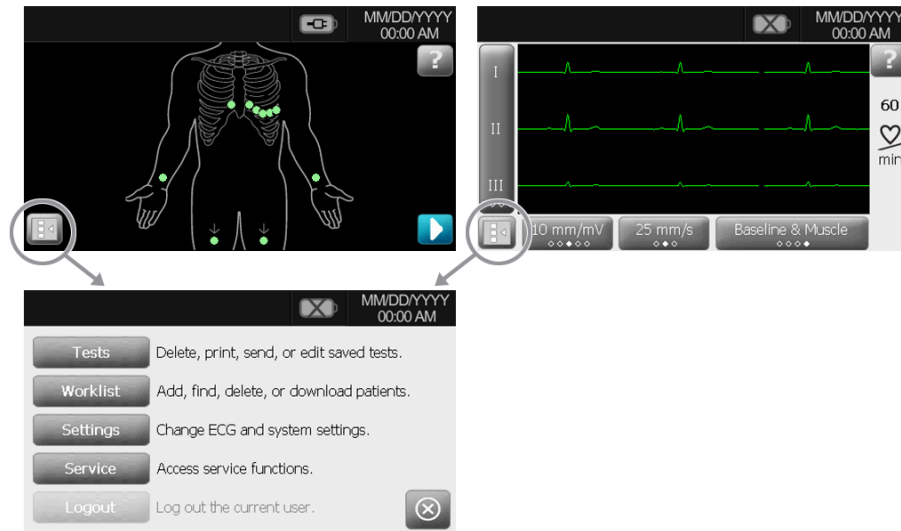 MM/DD/YYYY
00:00 AM
?
MM/DD/YYYY
00:00 AM
I
II
III
?
60
min
10 mm/mV
25 mm/s
Baseline & Muscle
MM/DD/YYYY
00:00 AM
Tests Delete, print, send, or edit saved tests.
Worklist Add, find, delete, or download patients.
Settings Change ECG and system settings.
Service Access service functions.
Logout Log out the current user.